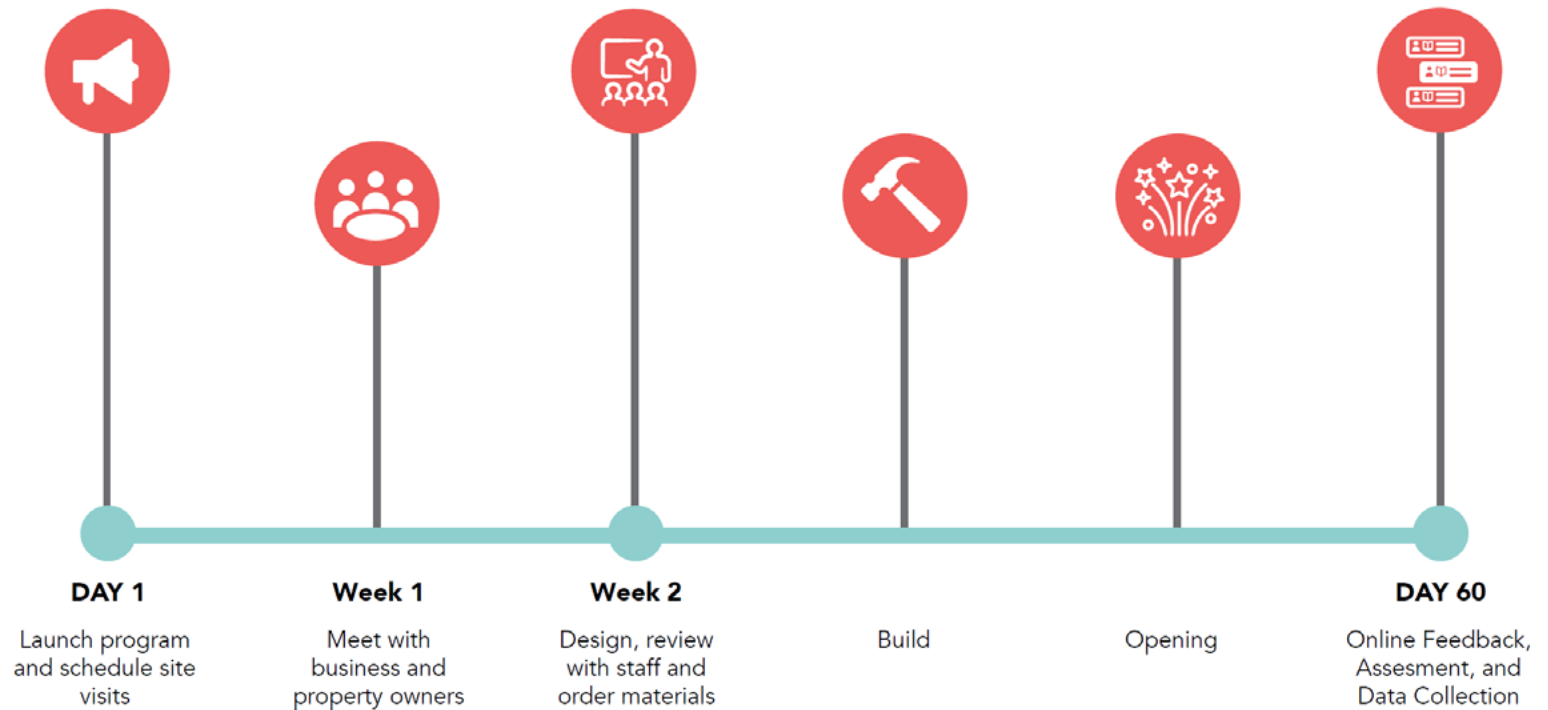 DAY 1
Launch program
and schedule site
visits
Week 1
Meet with
business and
property owners
Week 2
Design, review
with staff and
order materials
Build
Opening
DAY 60
Online Feedback,
Assesment, and
Data Collection